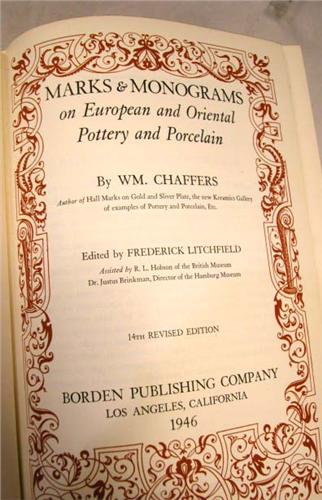 MARKS & MONOGRAMS
on European and Oriental
Pottery and Porcelain
By WM. CHAFFERS
Author of Hall Marks on Gold and Sliver Plate, the new Keramics Gallery
of examples of Pottery and Porcelain, Etc.
Edited by FREDERICK LITCHFIELD
Assisted by R. L. Hobson of the British Museum
Dr. Justus Brinkman, Director of the Hamburg Museum
14TH REVISED EDITION
BORDEN PUBLISHING COMPANY
LOS ANGELES, CALIFORNIA
1946